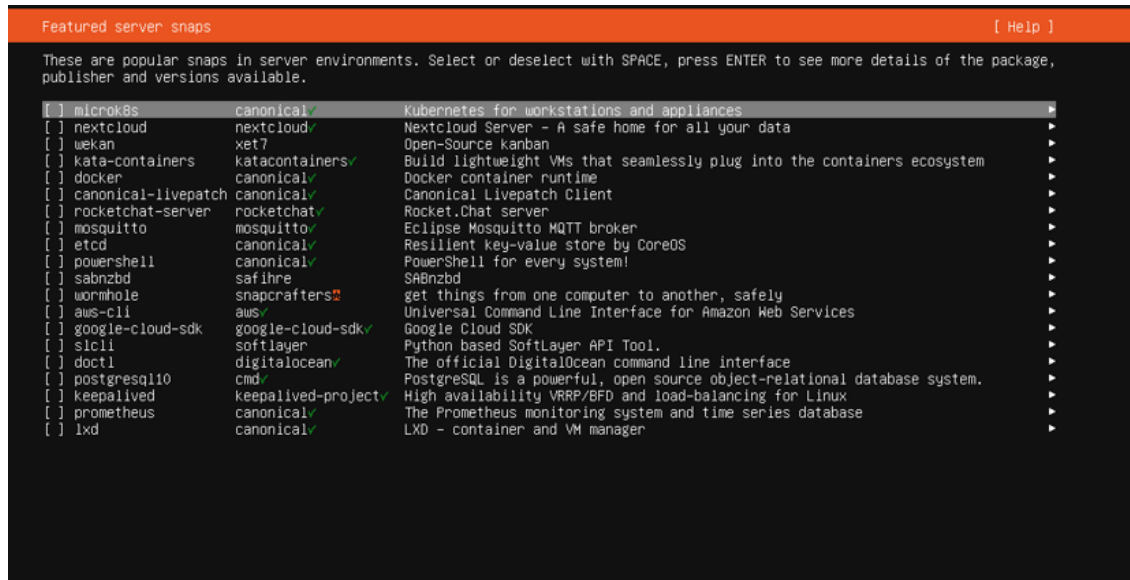 Featured server snaps [ Help ]
These are popular snaps in server environments. Select or deselect with SPACE, press ENTER to see more details of the package,
publisher and versions available.
[ ] microk8s canonical✓ Kubernetes for workstations and appliances ▸
[ ] nextcloud nextcloud✓ Nextcloud Server - A safe home for all your data ▸
[ ] wekan xet7 Open-Source kanban ▸
[ ] kata-containers katacontainers✓ Build lightweight VMs that seamlessly plug into the containers ecosystem ▸
[ ] docker canonical✓ Docker container runtime ▸
[ ] canonical-livepatch canonical✓ Canonical Livepatch Client ▸
[ ] rocketchat-server rocketchat✓ Rocket.Chat server ▸
[ ] mosquitto mosquitto✓ Eclipse Mosquitto MQTT broker ▸
[ ] etcd canonical✓ Resilient key-value store by CoreOS ▸
[ ] powershell canonical✓ PowerShell for every system! ▸
[ ] sabnzbd safihre SABnzbd ▸
[ ] wormhole snapcrafters get things from one computer to another, safely ▸
[ ] aws-cli aws✓ Universal Command Line Interface for Amazon Web Services ▸
[ ] google-cloud-sdk google-cloud-sdk✓ Google Cloud SDK ▸
[ ] slcli softlayer Python based SoftLayer API Tool. ▸
[ ] doctl digitalocean✓ The official DigitalOcean command line interface ▸
[ ] postgresql10 cmd✓ PostgreSQL is a powerful, open source object-relational database system. ▸
[ ] keepalived keepalived-project✓ High availability VRRP/BFD and load-balancing for Linux ▸
[ ] prometheus canonical✓ The Prometheus monitoring system and time series database ▸
[ ] lxd canonical✓ LXD - container and VM manager ▸